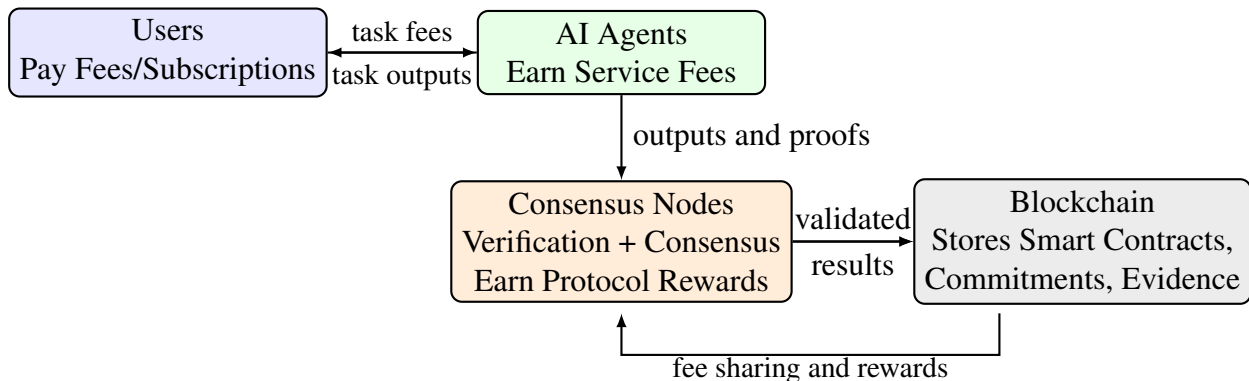 Users
Pay Fees/Subscriptions
task fees
task outputs
AI Agents
Earn Service Fees
outputs and proofs
Consensus Nodes
Verification + Consensus
Earn Protocol Rewards
validated
results
Blockchain
Stores Smart Contracts,
Commitments, Evidence
fee sharing and rewards